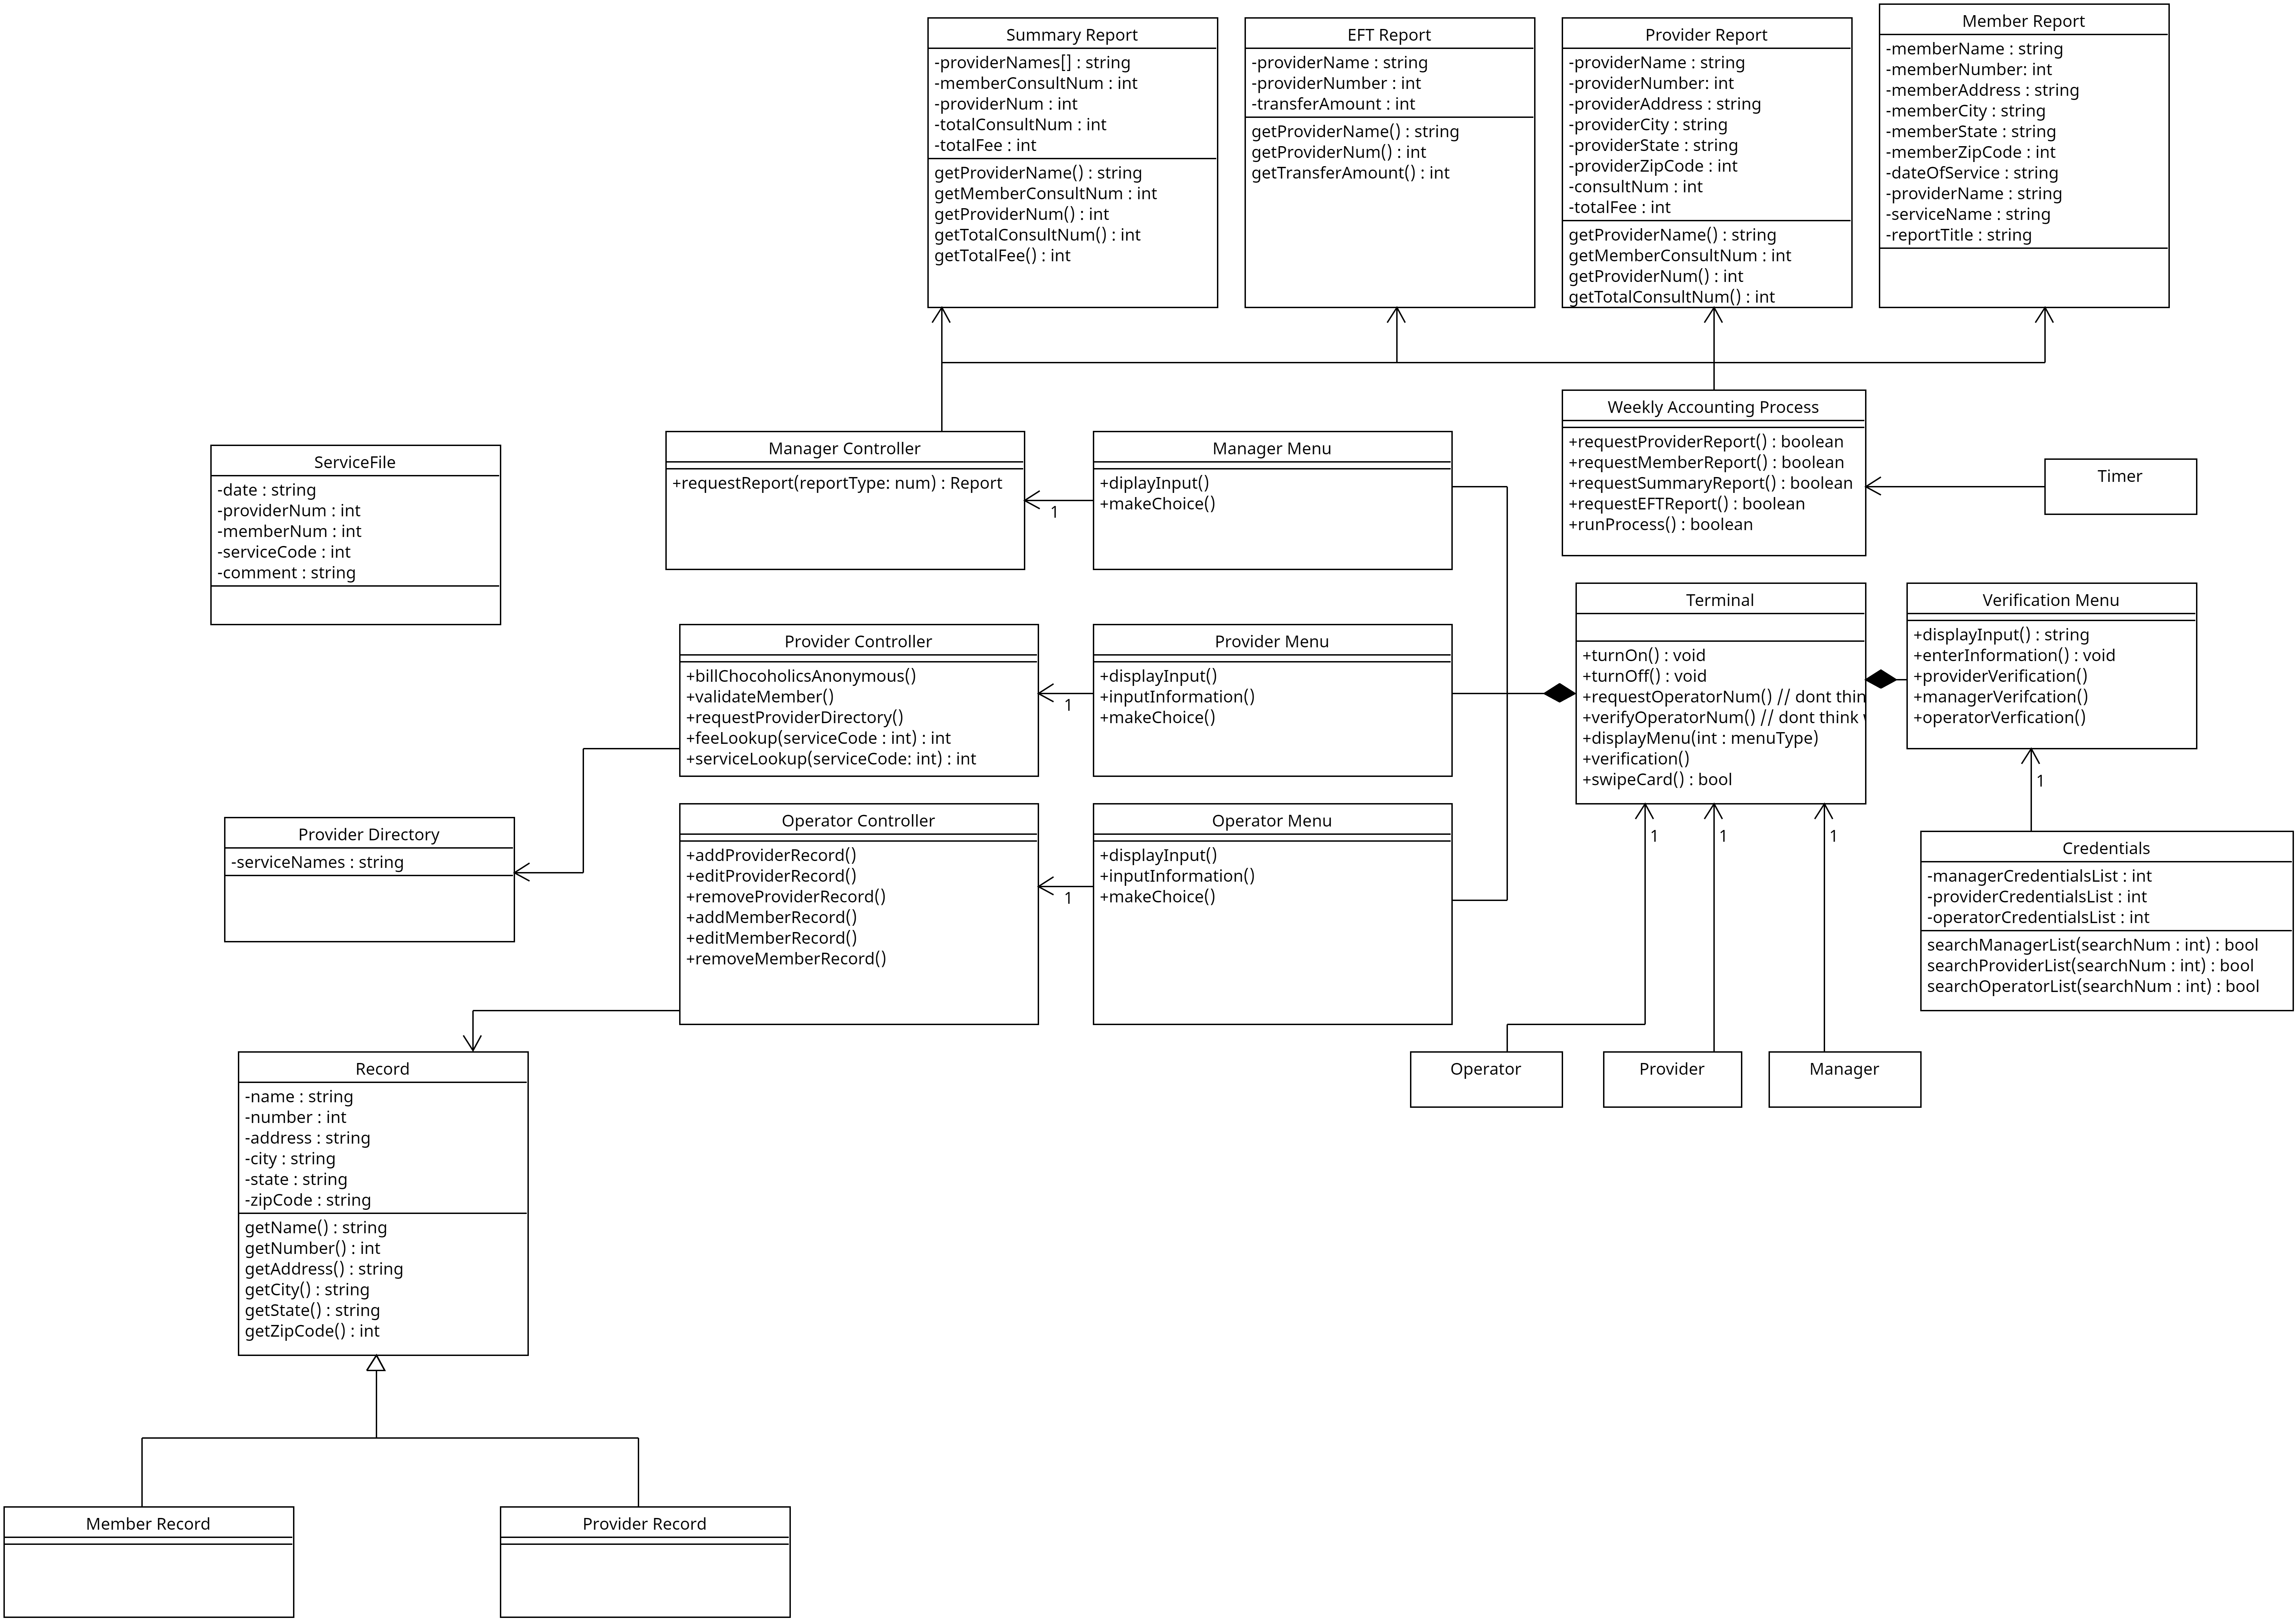 Summary Report
-providerNames[] : string
-memberConsultNum : int
-providerNum : int
-totalConsultNum : int
-totalFee : int
getProviderName() : string
getMemberConsultNum : int
getProviderNum() : int
getTotalConsultNum() : int
getTotalFee() : int
EFT Report
-providerName : string
-providerNumber : int
-transferAmount : int
getProviderName() : string
getProviderNum() : int
getTransferAmount() : int
Provider Report
-providerName : string
-providerNumber: int
-providerAddress : string
-providerCity : string
-providerState : string
-providerZipCode : int
-consultNum : int
-totalFee : int
getProviderName() : string
getMemberConsultNum : int
getProviderNum() : int
getTotalConsultNum() : int
Member Report
-memberName : string
-memberNumber: int
-memberAddress : string
-memberCity : string
-memberState : string
-memberZipCode : int
-dateOfService : string
-providerName : string
-serviceName : string
-reportTitle : string
ServiceFile
-date : string
-providerNum : int
-memberNum : int
-serviceCode : int
-comment : string
Manager Controller
+requestReport(reportType: num) : Report
1
Manager Menu
+diplayInput()
+makeChoice()
Weekly Accounting Process
+requestProviderReport() : boolean
+requestMemberReport() : boolean
+requestSummaryReport() : boolean
+requestEFTReport() : boolean
+runProcess() : boolean
Timer
Provider Controller
+billChocoholicsAnonymous()
+validateMember()
+requestProviderDirectory()
+feeLookup(serviceCode : int) : int
+serviceLookup(serviceCode: int) : int
1
Provider Menu
+displayInput()
+inputInformation()
+makeChoice()
Terminal
+turnOn() : void
+turnOff() : void
+requestOperatorNum() // dont thin
+verifyOperatorNum() // dont think
+displayMenu(int : menuType)
+verification()
+swipeCard() : bool
1
1
1
Verification Menu
+displayInput() : string
+enterInformation() : void
+providerVerification()
+managerVerifcation()
+operatorVerfication()
1
Provider Directory
-serviceNames : string
Operator Controller
+addProviderRecord()
+editProviderRecord()
+removeProviderRecord()
+addMemberRecord()
+editMemberRecord()
+removeMemberRecord()
1
Operator Menu
+displayInput()
+inputInformation()
+makeChoice()
Credentials
-managerCredentialsList : int
-providerCredentialsList : int
-operatorCredentialsList : int
searchManagerList(searchNum : int) : bool
searchProviderList(searchNum : int) : bool
searchOperatorList(searchNum : int) : bool
Operator
Provider
Manager
Record
-name : string
-number : int
-address : string
-city : string
-state : string
-zipCode : string
getName() : string
getNumber() : int
getAddress() : string
getCity() : string
getState() : string
getZipCode() : int
Member Record
Provider Record